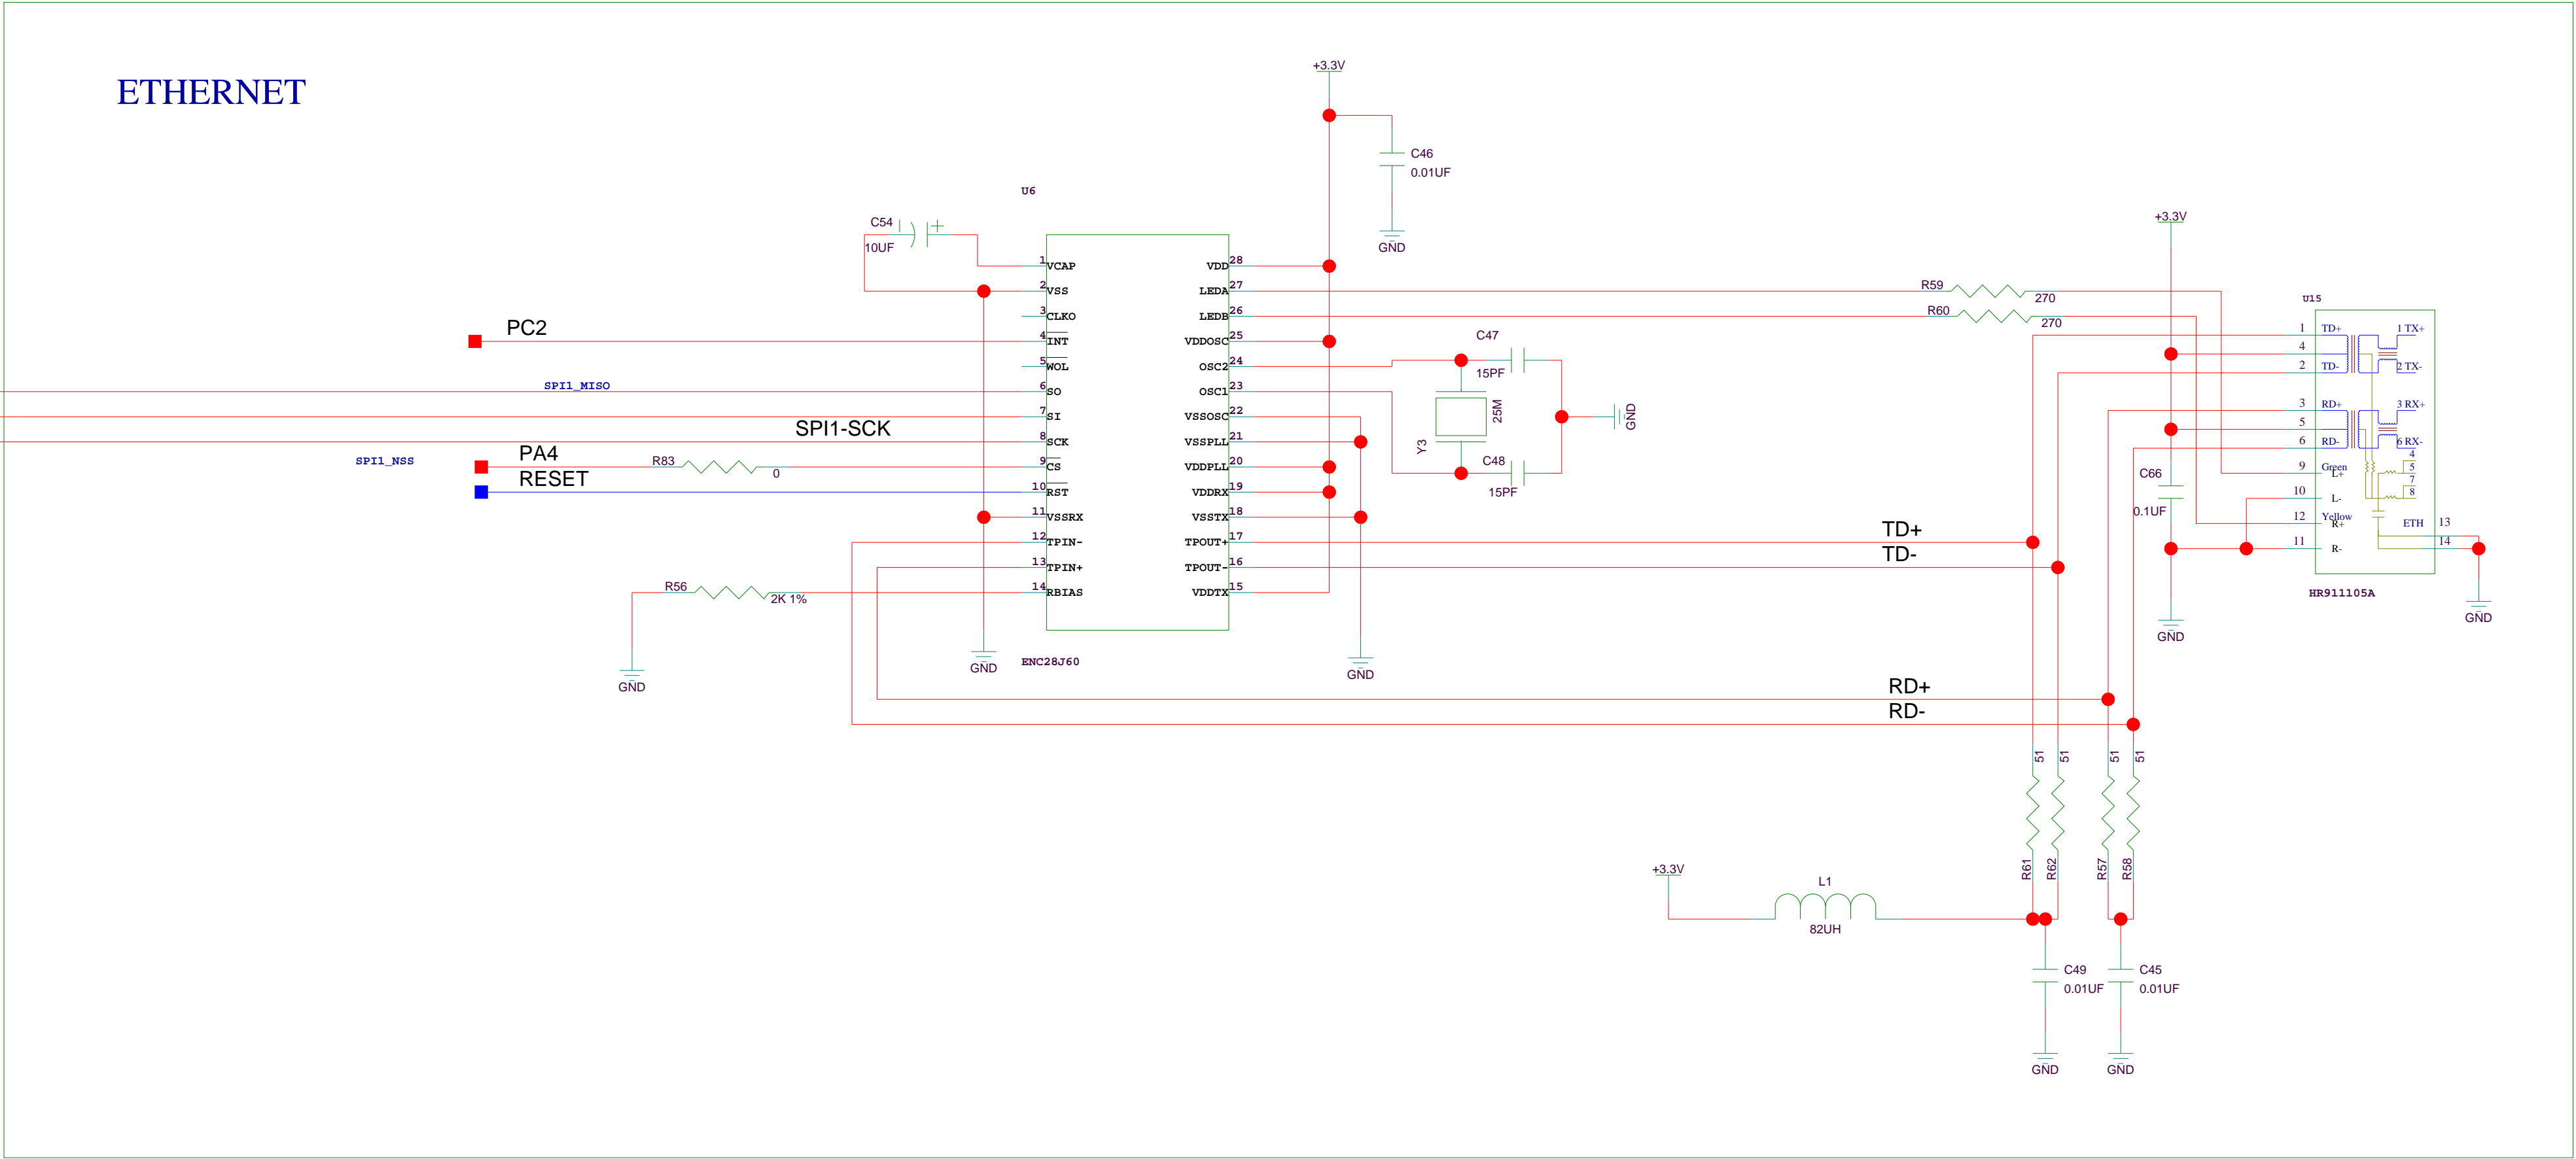 ETHERNET
+3.3V
C46
0.01UF
GND
U6
C54
10UF
+3.3V
1 VCAP
2 VSS
3 CLKO
4 INT
5 WOL
6 SO
7 SI
8 SCK
9 CS
10 RST
11 VSSRX
12 TPIN-
13 TPIN+
14 RBIAS
VDD 28
LEDA 27
LEDB 26
VDDOSC 25
OSC2 24
OSC1 23
VSSOSC 22
VSSPLL 21
VDDPLL 20
VDDRX 19
VSSTX 18
TPOUT+ 17
TPOUT- 16
VDDTX 15
ENC28J60
PC2
SPI1_MISO
SPI1-SCK
SPI1_NSS
PA4
R83
0
RESET
R56
2K 1%
GND
GND
GND
C47
15PF
25M
Y3
C48
15PF
GND
R59
270
R60
270
TD+
TD-
RD+
RD-
U15
1 TD+
4
2 TD-
3 RD+
5
6 RD-
9 Green L+
10 L-
12 Yellow R+
11 R-
1 TX+
2 TX-
3 RX+
6 RX-
4
5
7
8
ETH
13
14
HR911105A
GND
C66
0.1UF
GND
51
51
51
51
R61
R62
R57
R58
+3.3V
L1
82UH
C49
0.01UF
C45
0.01UF
GND
GND